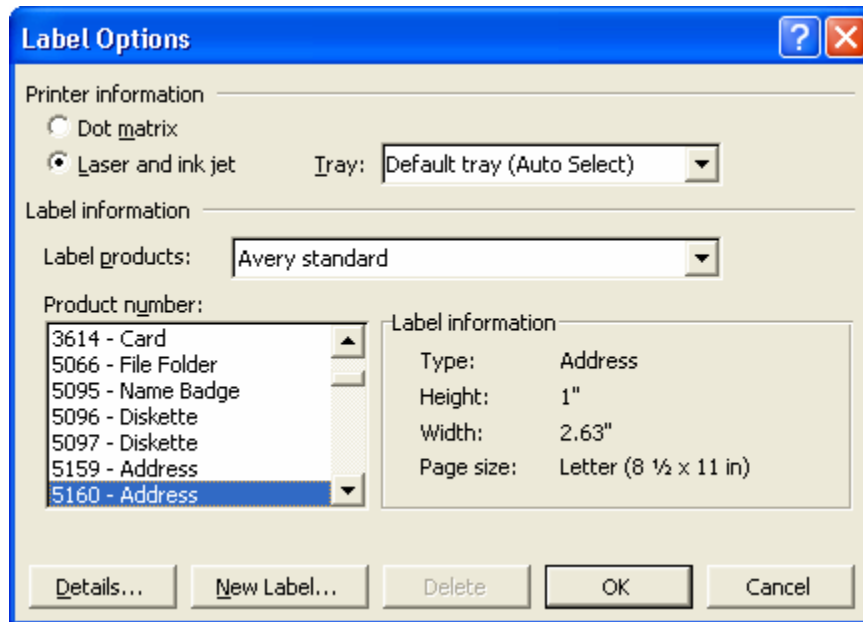 Label Options
Printer information
Dot matrix
Laser and ink jet Tray: Default tray (Auto Select)
Label information
Label products: Avery standard
Product number:
3614 - Card
5066 - File Folder
5095 - Name Badge
5096 - Diskette
5097 - Diskette
5159 - Address
5160 - Address
Label information
Type: Address
Height: 1"
Width: 2.63"
Page size: Letter (8 ½ x 11 in)
Details... New Label... Delete OK Cancel